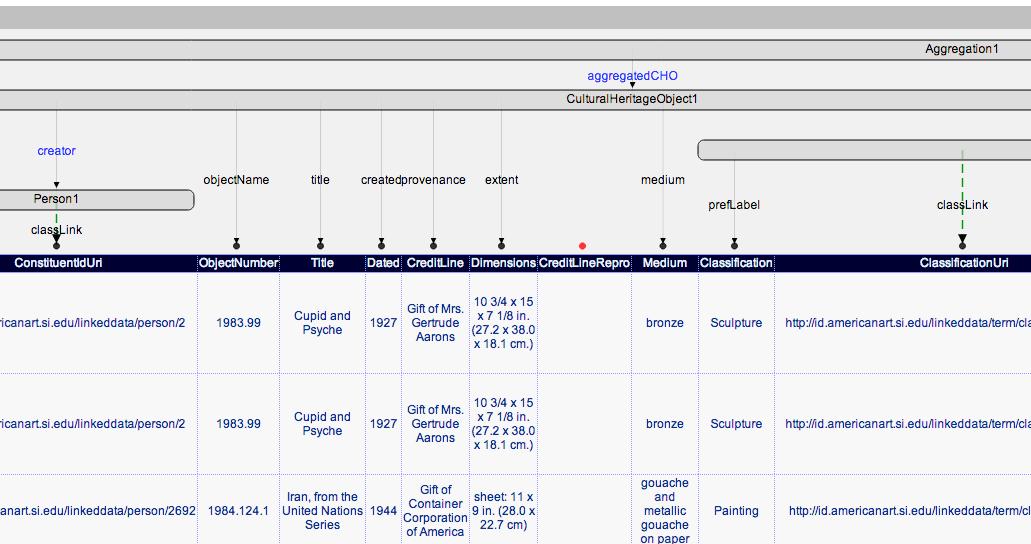 Aggregation1
aggregatedCHO
CulturalHeritageObject1
creator
objectName title created provenance extent medium
Person1
prefLabel classLink
classLink
ConstituentIdUri ObjectNumber Title Dated CreditLine Dimensions CreditLineRepro Medium Classification ClassificationUri
ricanart.si.edu/linkeddata/person/2
1983.99
Cupid and
Psyche
1927
Gift of Mrs.
Gertrude
Aarons
10 3/4 x 15
x 7 1/8 in.
(27.2 x 38.0
x 18.1 cm.)
bronze
Sculpture
http://id.americanart.si.edu/linkeddata/term/cla
ricanart.si.edu/linkeddata/person/2
1983.99
Cupid and
Psyche
1927
Gift of Mrs.
Gertrude
Aarons
10 3/4 x 15
x 7 1/8 in.
(27.2 x 38.0
x 18.1 cm.)
bronze
Sculpture
http://id.americanart.si.edu/linkeddata/term/cla
anart.si.edu/linkeddata/person/2692
1984.124.1
Iran, from the
United Nations
Series
1944
Gift of
Container
Corporation
of America
sheet: 11 x
9 in. (28.0 x
22.7 cm)
gouache
and
metallic
gouache
on paper
Painting
http://id.americanart.si.edu/linkeddata/term/cl